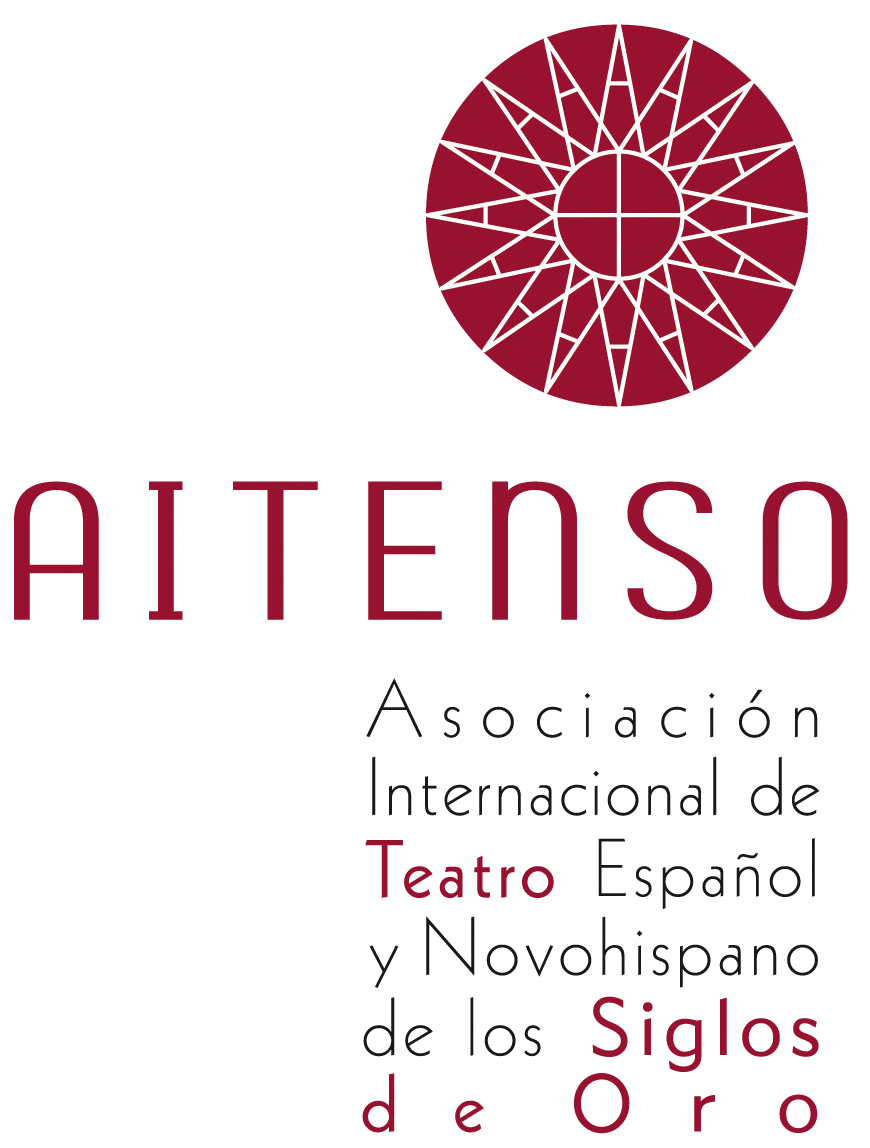 AITENSO
Asociación
Internacional de
Teatro Español
y Novohispano
de los Siglos
de Oro